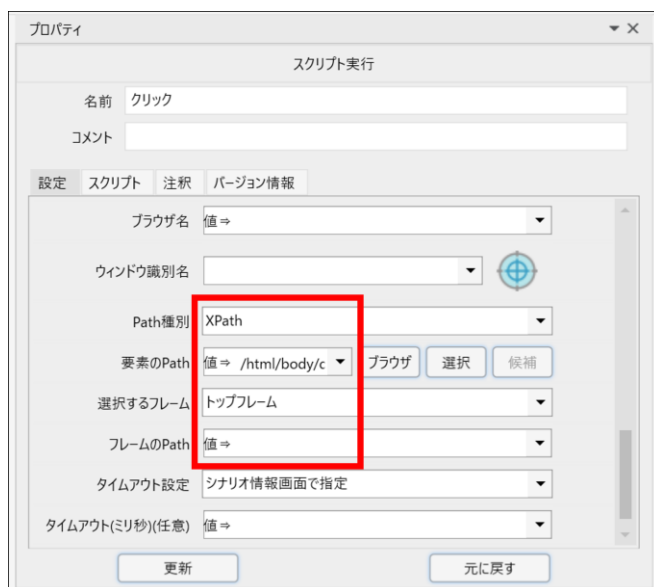 プロパティ
スクリプト実行
名前 クリック
コメント
設定 スクリプト 注釈 バージョン情報
ブラウザ名 値⇒
ウィンドウ識別名
Path種別 XPath
要素のPath 値⇒ /html/body/c ブラウザ 選択 候補
選択するフレーム トップフレーム
フレームのPath 値⇒
タイムアウト設定 シナリオ情報画面で指定
タイムアウト(ミリ秒)(任意) 値⇒
更新 元に戻す